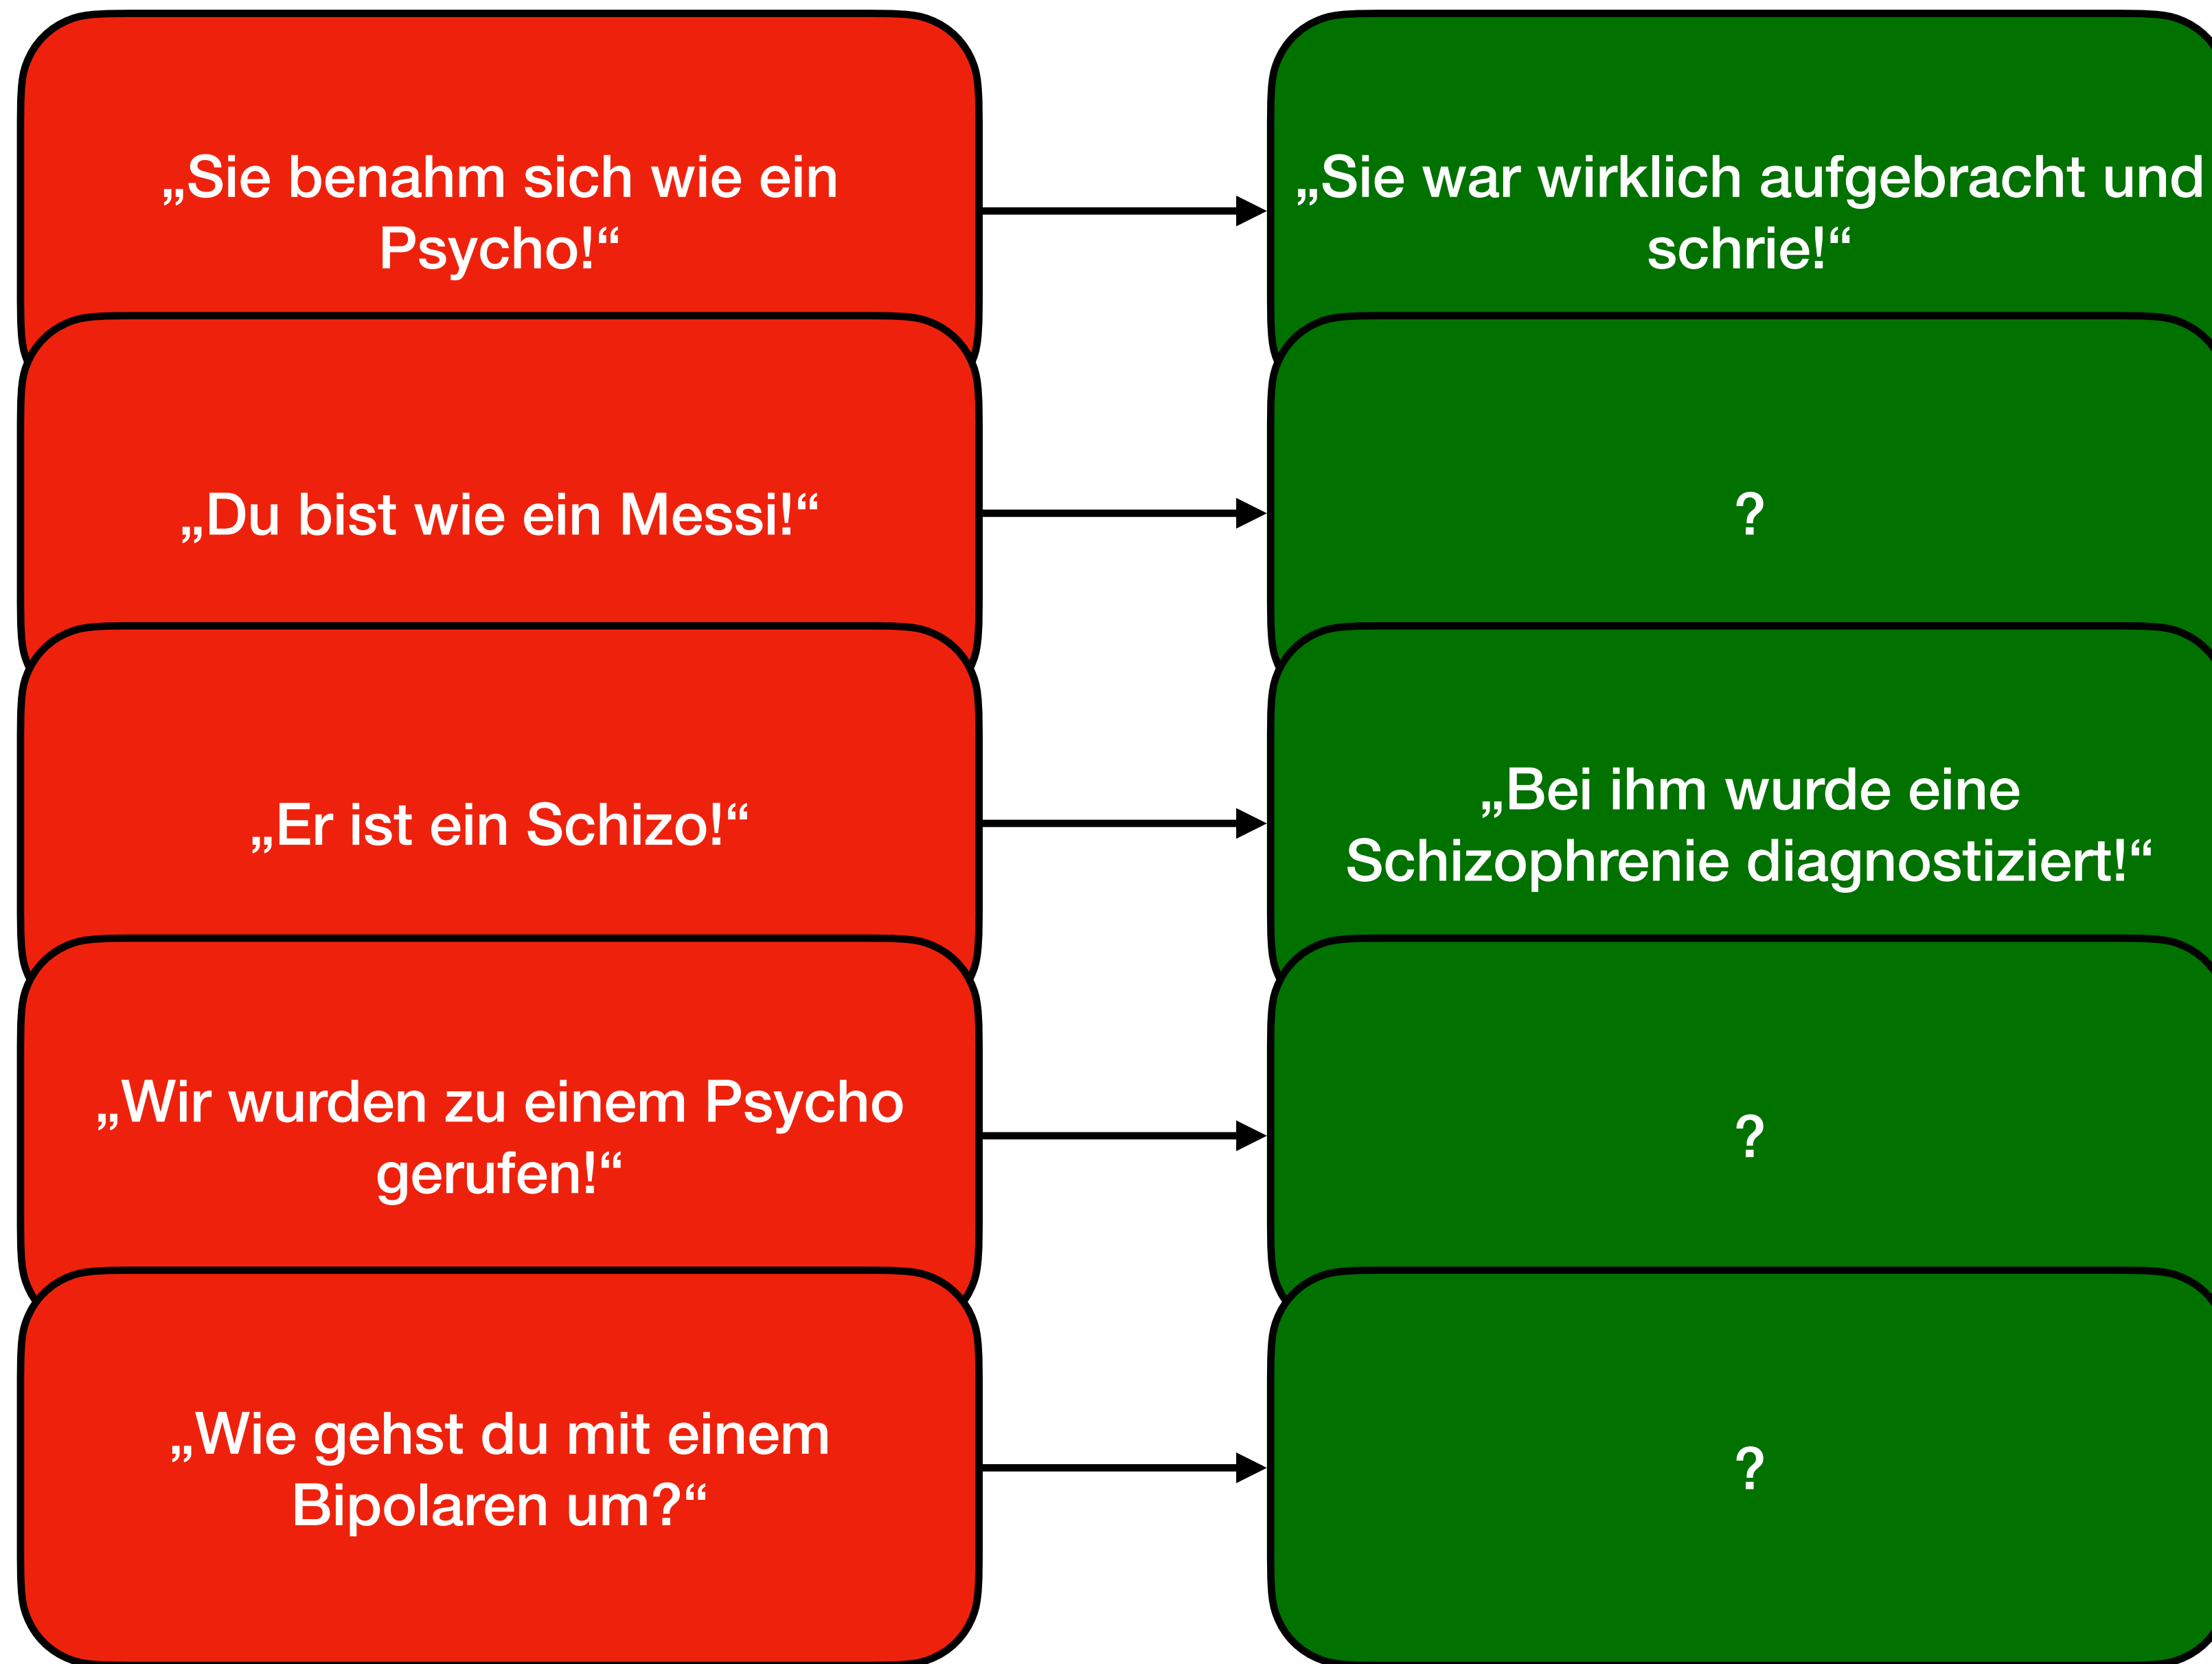 „Sie benahm sich wie ein
Psycho!“
„Sie war wirklich aufgebracht und
schrie!“
„Du bist wie ein Messi!“
?
„Er ist ein Schizo!“
„Bei ihm wurde eine
Schizophrenie diagnostiziert!“
„Wir wurden zu einem Psycho
gerufen!“
?
„Wie gehst du mit einem
Bipolaren um?“
?